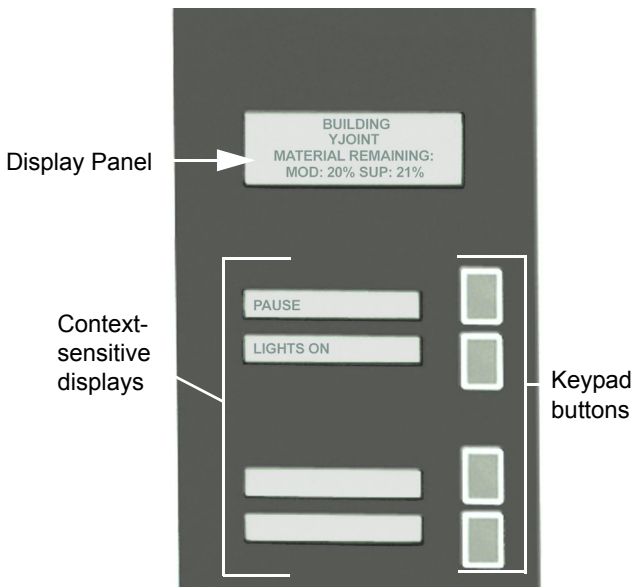 BUILDING
YJOINT
MATERIAL REMAINING:
MOD: 20% SUP: 21%
Display Panel
PAUSE
LIGHTS ON
Context-
sensitive
displays
Keypad
buttons